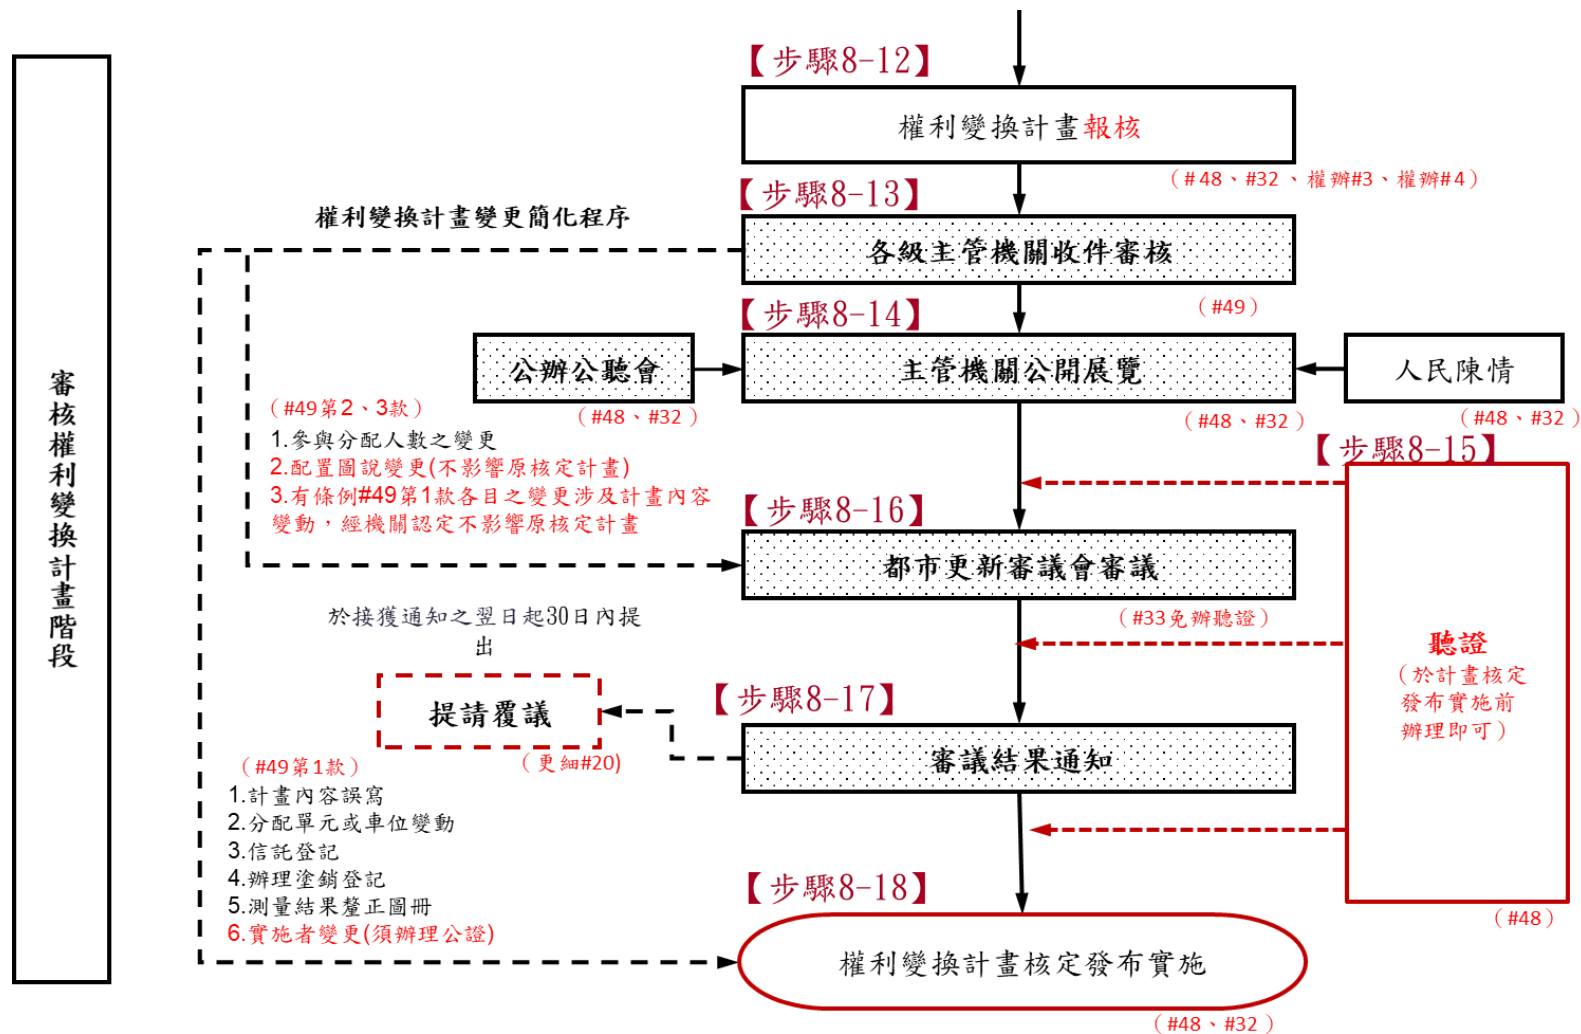 審核權利變換計畫階段
【步驟8-12】
權利變換計畫報核
(#48、#32、權辦#3、權辦#4)
【步驟8-13】
權利變換計畫變更簡化程序
各級主管機關收件審核
(#49)
【步驟8-14】
公辦公聽會
主管機關公開展覽
人民陳情
(#48、#32)
(#48、#32)
(#48、#32)
(#49第2、3款)
1.參與分配人數之變更
2.配置圖說變更(不影響原核定計畫)
3.有條例#49第1款各目之變更涉及計畫內容
變動，經機關認定不影響原核定計畫
【步驟8-15】
【步驟8-16】
都市更新審議會審議
(#33免辦聽證)
聽證
(於計畫核定
發布實施前
辦理即可)
(#48)
於接獲通知之翌日起30日內提
出
提請覆議
(更細#20)
【步驟8-17】
審議結果通知
(#49第1款)
1.計畫內容誤寫
2.分配單元或車位變動
3.信託登記
4.辦理塗銷登記
5.測量結果釐正圖冊
6.實施者變更(須辦理公證)
【步驟8-18】
權利變換計畫核定發布實施
(#48、#32)